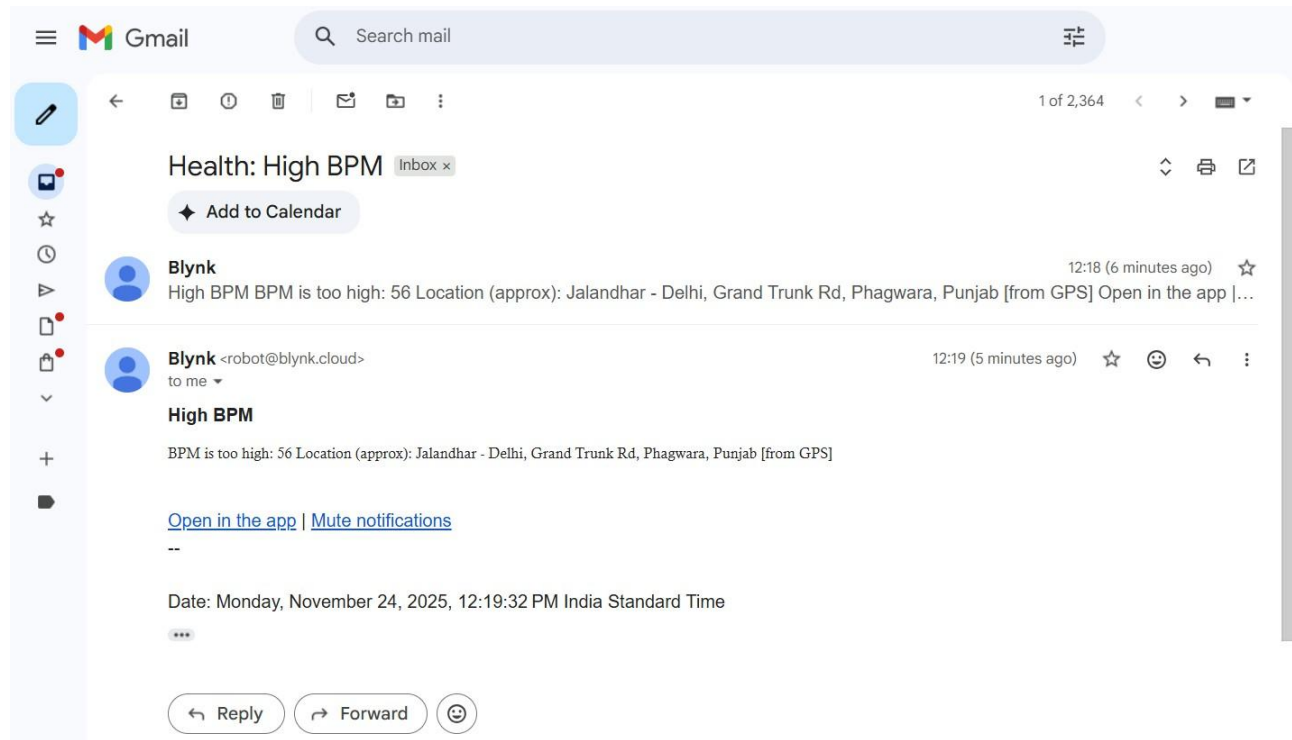 Gmail
Search mail
1 of 2,364
Health: High BPM Inbox ×
Add to Calendar
Blynk 12:18 (6 minutes ago)
High BPM BPM is too high: 56 Location (approx): Jalandhar - Delhi, Grand Trunk Rd, Phagwara, Punjab [from GPS] Open in the app |...
Blynk <robot@blynk.cloud> 12:19 (5 minutes ago)
to me
High BPM
BPM is too high: 56 Location (approx): Jalandhar - Delhi, Grand Trunk Rd, Phagwara, Punjab [from GPS]
Open in the app | Mute notifications
--
Date: Monday, November 24, 2025, 12:19:32 PM India Standard Time
Reply Forward